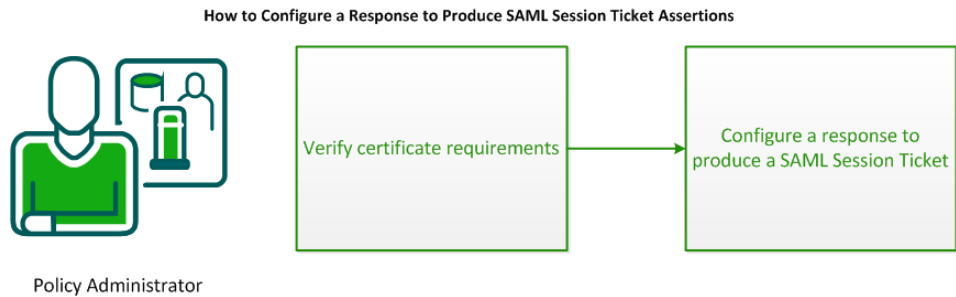 How to Configure a Response to Produce SAML Session Ticket Assertions
Verify certificate requirements
Configure a response to
produce a SAML Session Ticket
Policy Administrator